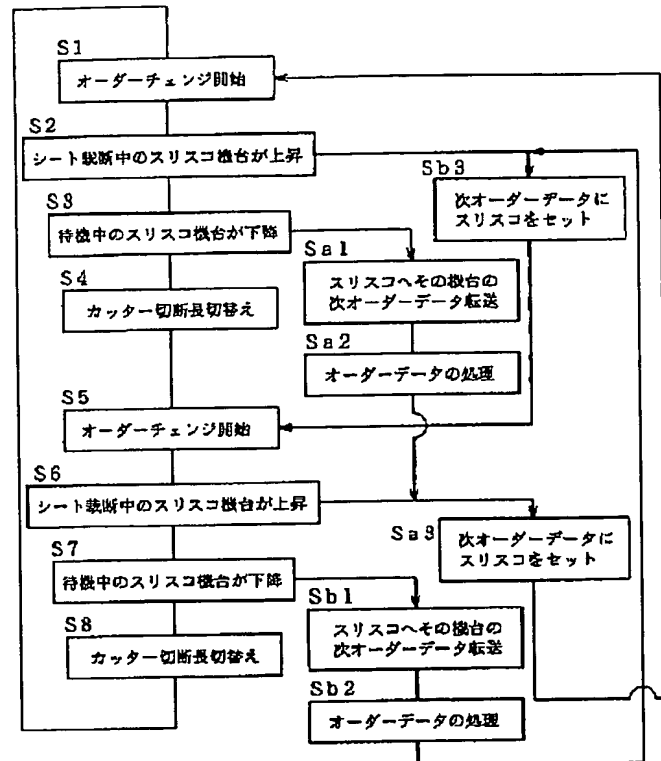 S1
オーダーチェンジ開始
S2
シート裁断中のスリスコ機台が上昇
Sb3
次オーダーデータに
スリスコをセット
S3
待機中のスリスコ機台が下降
Sa1
スリスコへその機台の
次オーダーデータ転送
S4
カッター切断長切替え
Sa2
オーダーデータの処理
S5
オーダーチェンジ開始
S6
シート裁断中のスリスコ機台が上昇
Sa3
次オーダーデータに
スリスコをセット
S7
待機中のスリスコ機台が下降
Sb1
スリスコへその機台の
次オーダーデータ転送
S8
カッター切断長切替え
Sb2
オーダーデータの処理